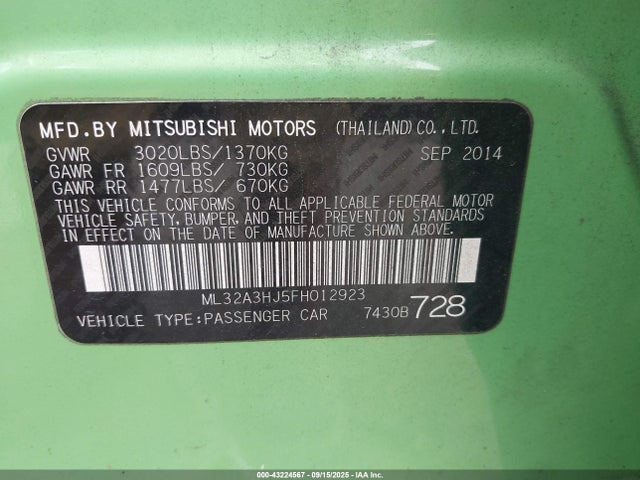 MFD.BY MITSUBISHI MOTORS (THAILAND) CO., LTD.
GVWR 3020LBS/1370KG SEP 2014
GAWR FR 1609LBS/ 730KG
GAWR RR 1477LBS/ 670KG
THIS VEHICLE CONFORMS TO ALL APPLICABLE FEDERAL MOTOR
VEHICLE SAFETY, BUMPER, AND THEFT PREVENTION STANDARDS
IN EFFECT ON THE DATE OF MANUFACTURE SHOWN ABOVE.
ML32A3HJ5FH012923
VEHICLE TYPE:PASSENGER CAR 7430B 728
000-43224567 - 09/15/2025 - IAA Inc.